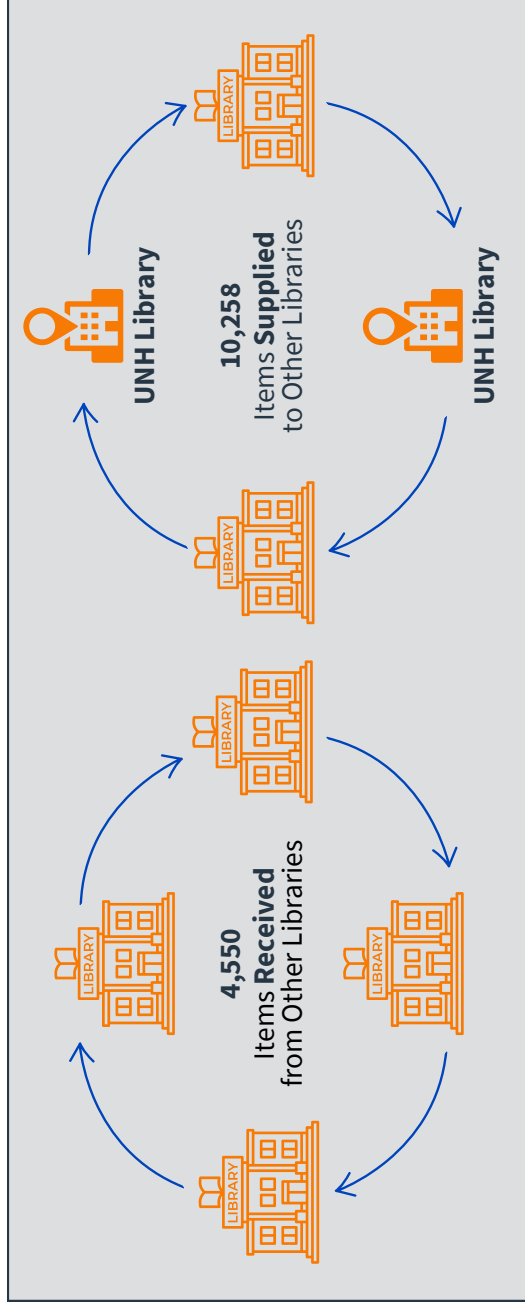 LIBRARY
LIBRARY
LIBRARY
4,550
Items Received
from Other Libraries
LIBRARY
UNH Library
LIBRARY
LIBRARY
10,258
Items Supplied
to Other Libraries
UNH Library